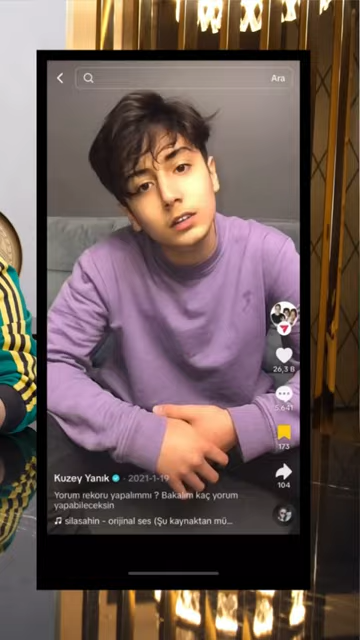 Ara
26,3 B
3.641
173
104
Kuzey Yanık · 2021-1-19
Yorum rekoru yapalımmı ? Bakalım kaç yorum
yapabileceksin
silasahin - orijinal ses (Şu kaynaktan mü...